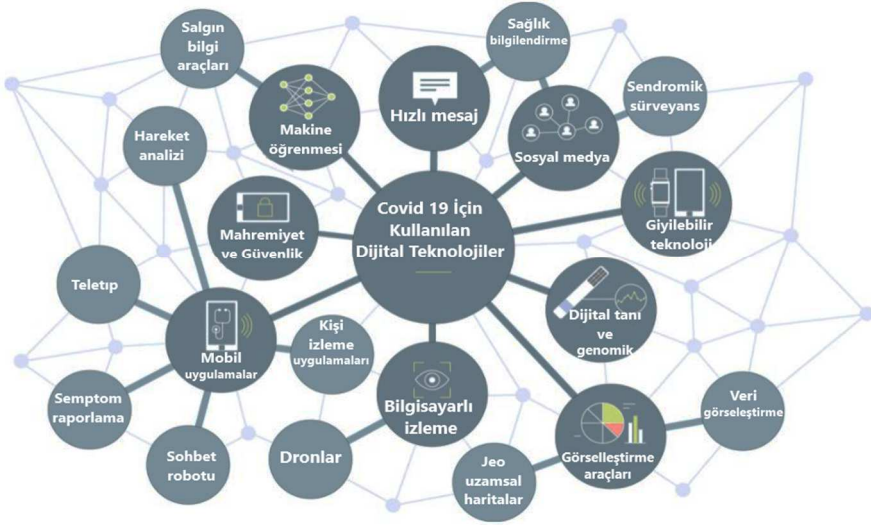 Salgın
bilgi
araçları
Sağlık
bilgilendirme
Hızlı mesaj
Sendromik
sürveyans
Makine
öğrenmesi
Hareket
analizi
Sosyal medya
Covid 19 İçin
Kullanılan
Dijital Teknolojiler
Mahremiyet
ve Güvenlik
Giyilebilir
teknoloji
Teletıp
Kişi
izleme
uygulamaları
Dijital tanı
ve
genomik
Mobil
uygulamalar
Semptom
raporlama
Bilgisayarlı
izleme
Veri
görseleştirme
Sohbet
robotu
Dronlar
Jeo
uzamsal
haritalar
Görselleştirme
araçları